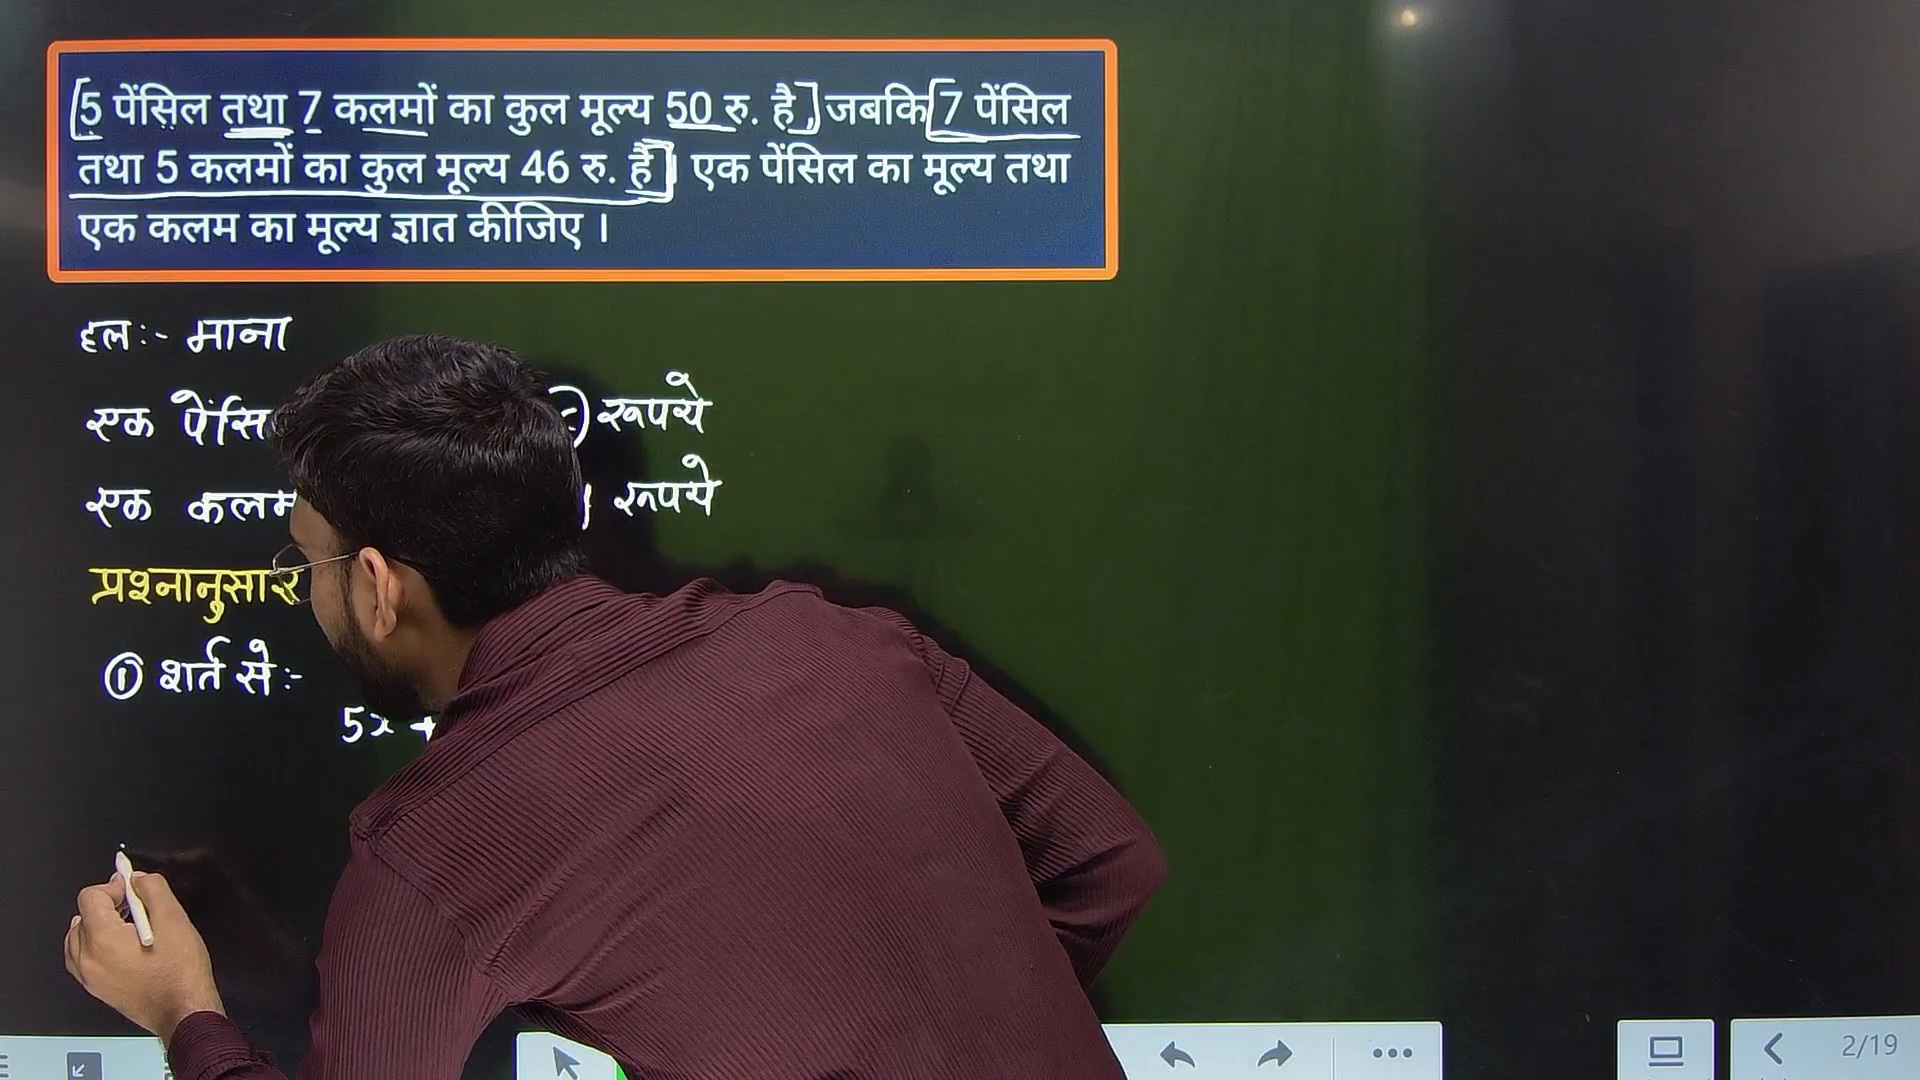 5 पेंसिल तथा 7 कलमों का कुल मूल्य 50 रु. है, जबकि 7 पेंसिल
तथा 5 कलमों का कुल मूल्य 46 रु. है। एक पेंसिल का मूल्य तथा
एक कलम का मूल्य ज्ञात कीजिए ।
हल :- माना
एक पेंसि रूपये
एक कलम रूपये
प्रश्नानुसार
① शर्त से :-
5x +
2/19